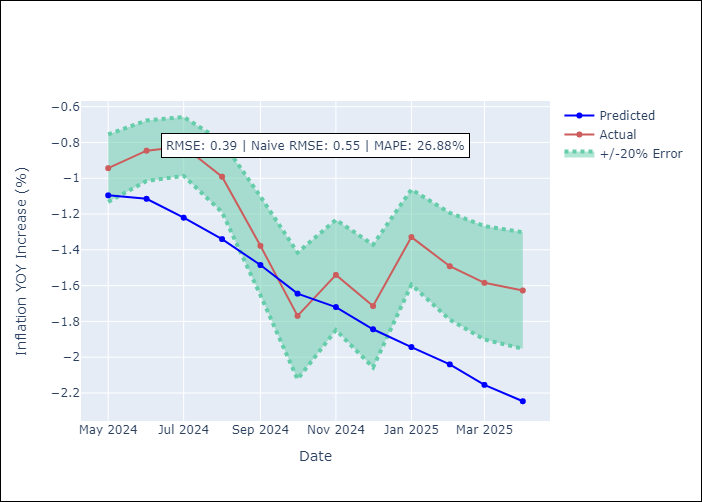 −0.6
−0.8
−1
−1.2
−1.4
−1.6
−1.8
−2
−2.2
Inflation YOY Increase (%)
RMSE: 0.39 | Naive RMSE: 0.55 | MAPE: 26.88%
May 2024
Jul 2024
Sep 2024
Nov 2024
Jan 2025
Mar 2025
Date
Predicted
Actual
+/-20% Error